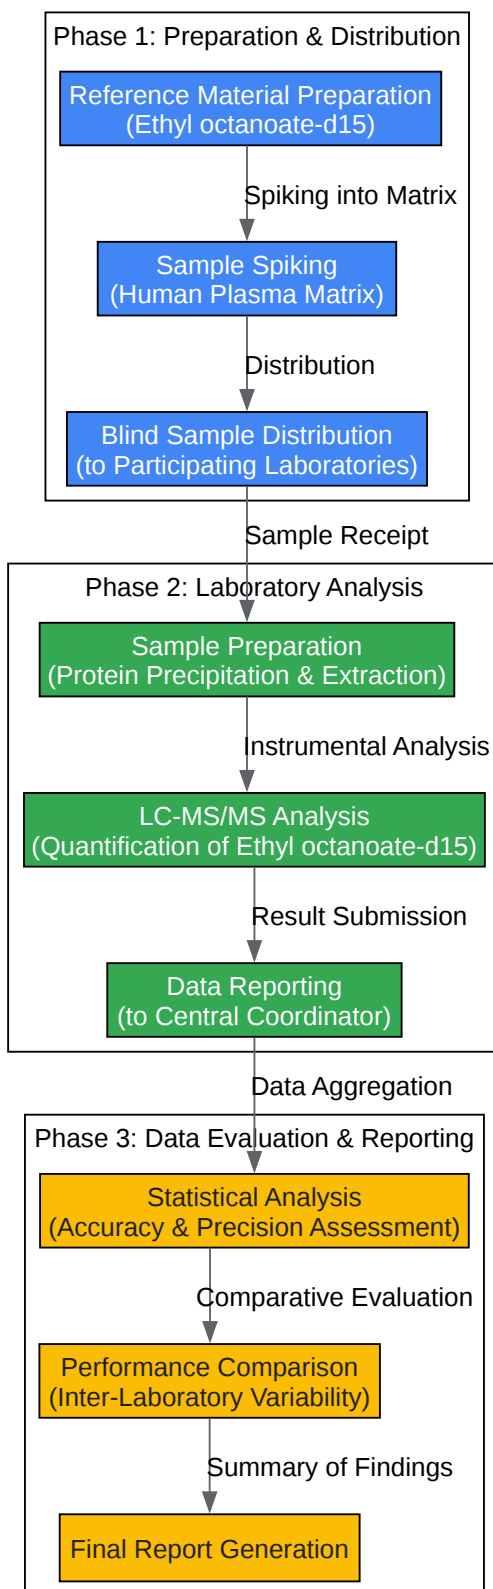 Phase 1: Preparation & Distribution
Reference Material Preparation
(Ethyl octanoate-d15)
Spiking into Matrix
Sample Spiking
(Human Plasma Matrix)
Distribution
Blind Sample Distribution
(to Participating Laboratories)
Sample Receipt
Phase 2: Laboratory Analysis
Sample Preparation
(Protein Precipitation & Extraction)
Instrumental Analysis
LC-MS/MS Analysis
(Quantification of Ethyl octanoate-d15)
Result Submission
Data Reporting
(to Central Coordinator)
Data Aggregation
Phase 3: Data Evaluation & Reporting
Statistical Analysis
(Accuracy & Precision Assessment)
Comparative Evaluation
Performance Comparison
(Inter-Laboratory Variability)
Summary of Findings
Final Report Generation